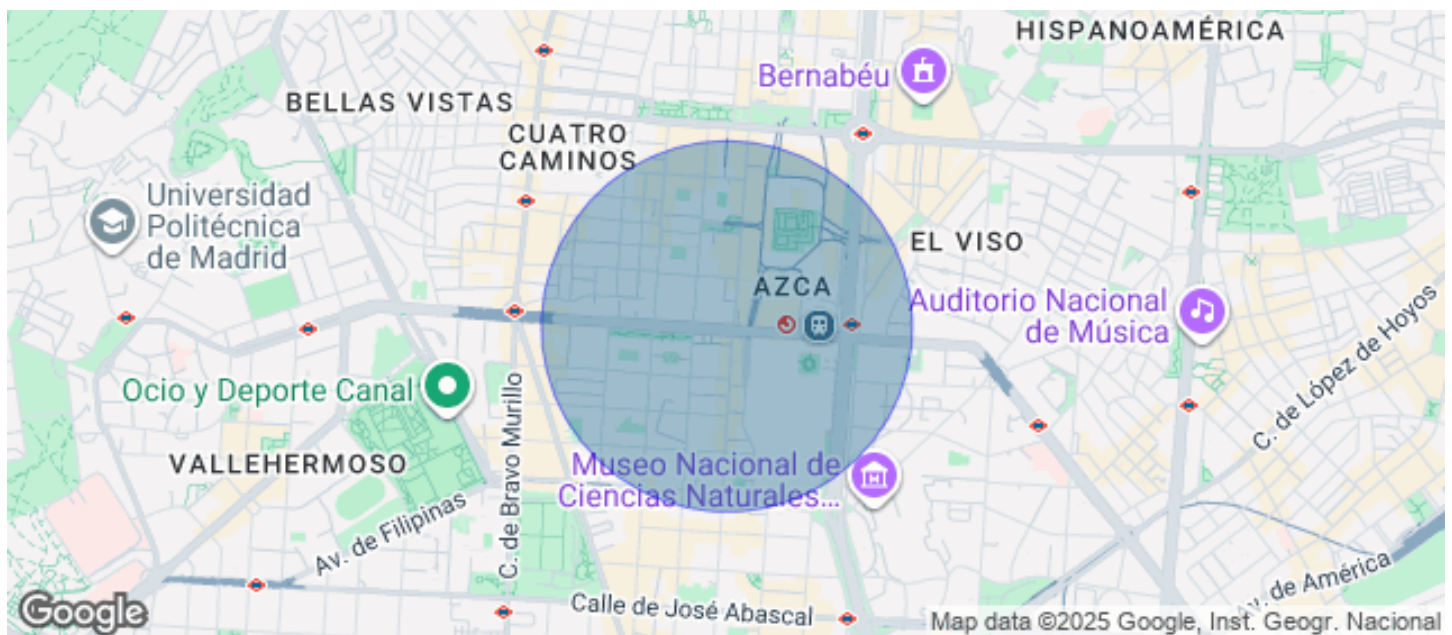 HISPANOAMÉRICA
Bernabéu
BELLAS VISTAS
CUATRO
CAMINOS
Universidad
Politécnica
de Madrid
EL VISO
AZCA
Auditorio Nacional
de Música
Ocio y Deporte Canal
C. de Bravo Murillo
C. de López de Hoyos
VALLEHERMOSO
Museo Nacional de
Ciencias Naturales...
Av. de Filipinas
Av. de América
Calle de José Abascal
Google
Map data ©2025 Google, Inst. Geogr. Nacional